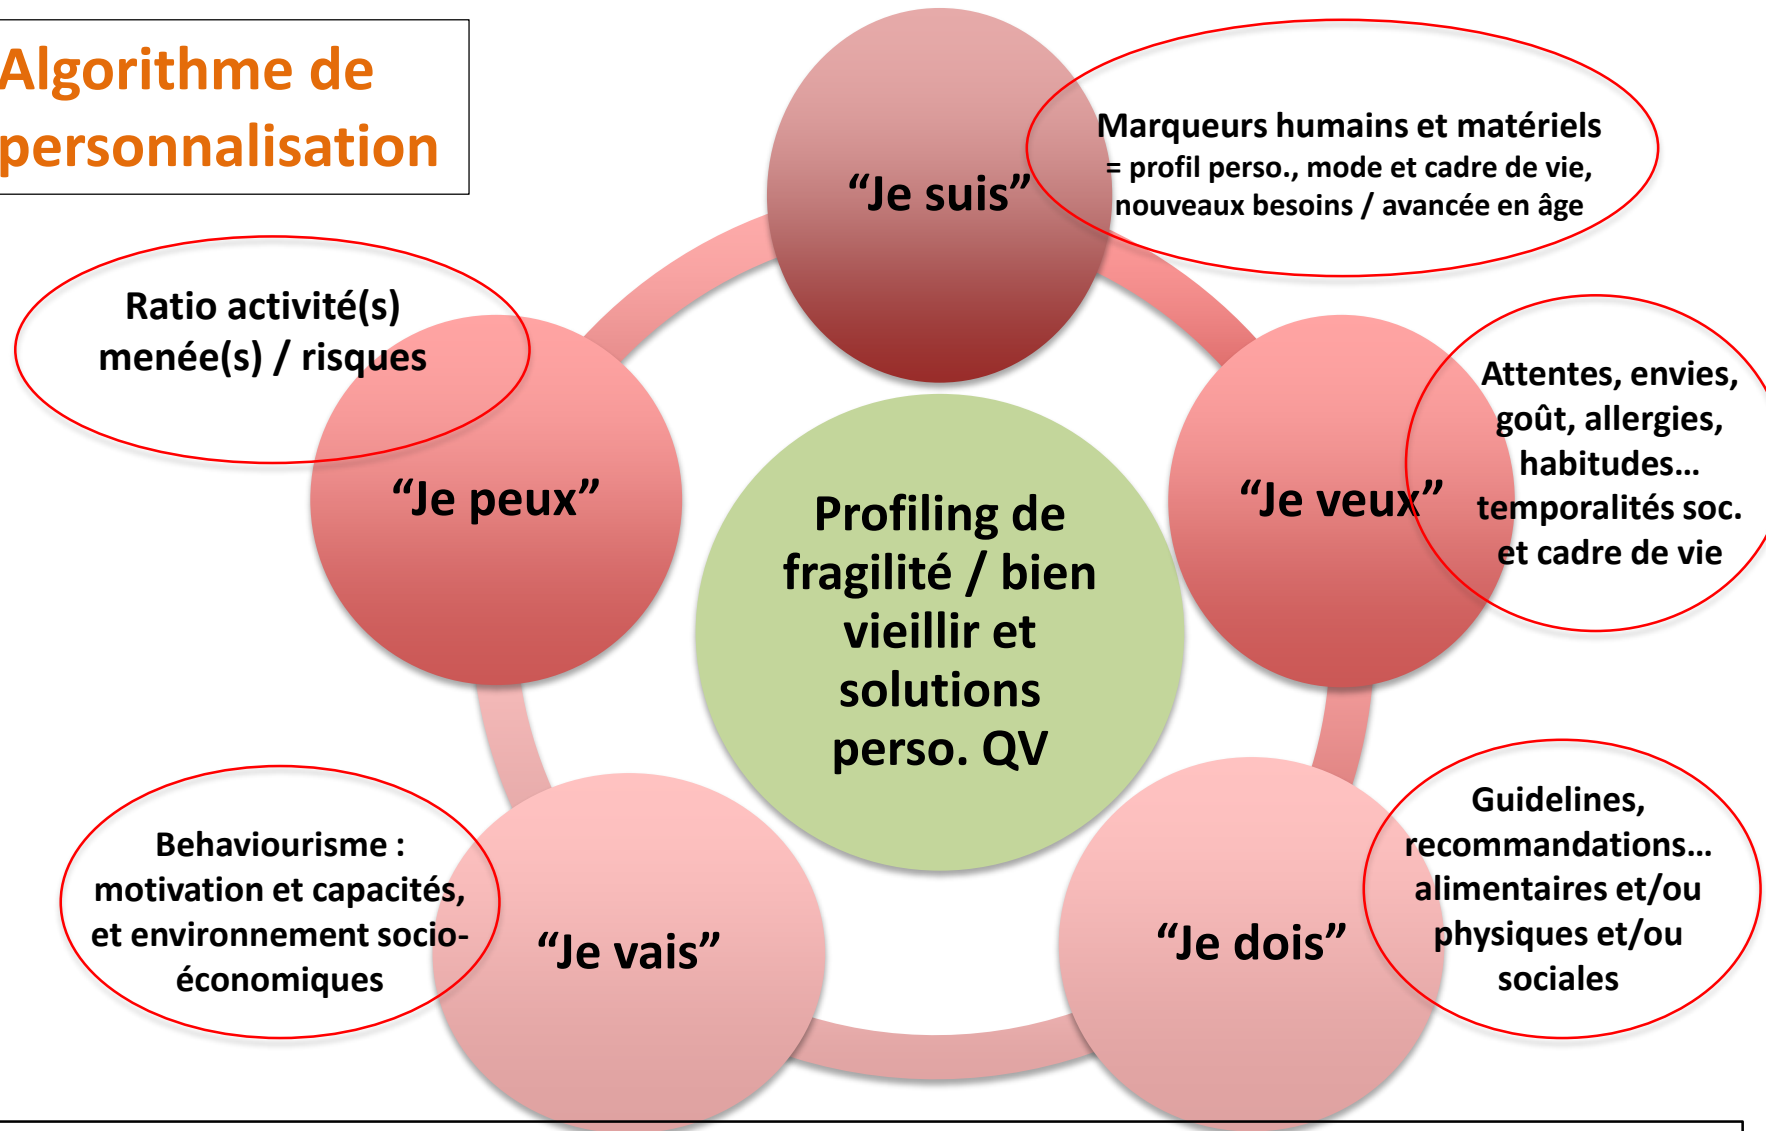 Algorithme de
personnalisation
“Je suis”
Marqueurs humains et matériels
= profil perso., mode et cadre de vie,
nouveaux besoins / avancée en âge
Ratio activité(s)
menée(s) / risques
“Je peux”
“Je veux”
Attentes, envies,
goût, allergies,
habitudes…
temporalités soc.
et cadre de vie
Profiling de
fragilité / bien
vieillir et
solutions
perso. QV
Behaviourisme :
motivation et capacités,
et environnement socio-
économiques
“Je vais”
“Je dois”
Guidelines,
recommandations…
alimentaires et/ou
physiques et/ou
sociales